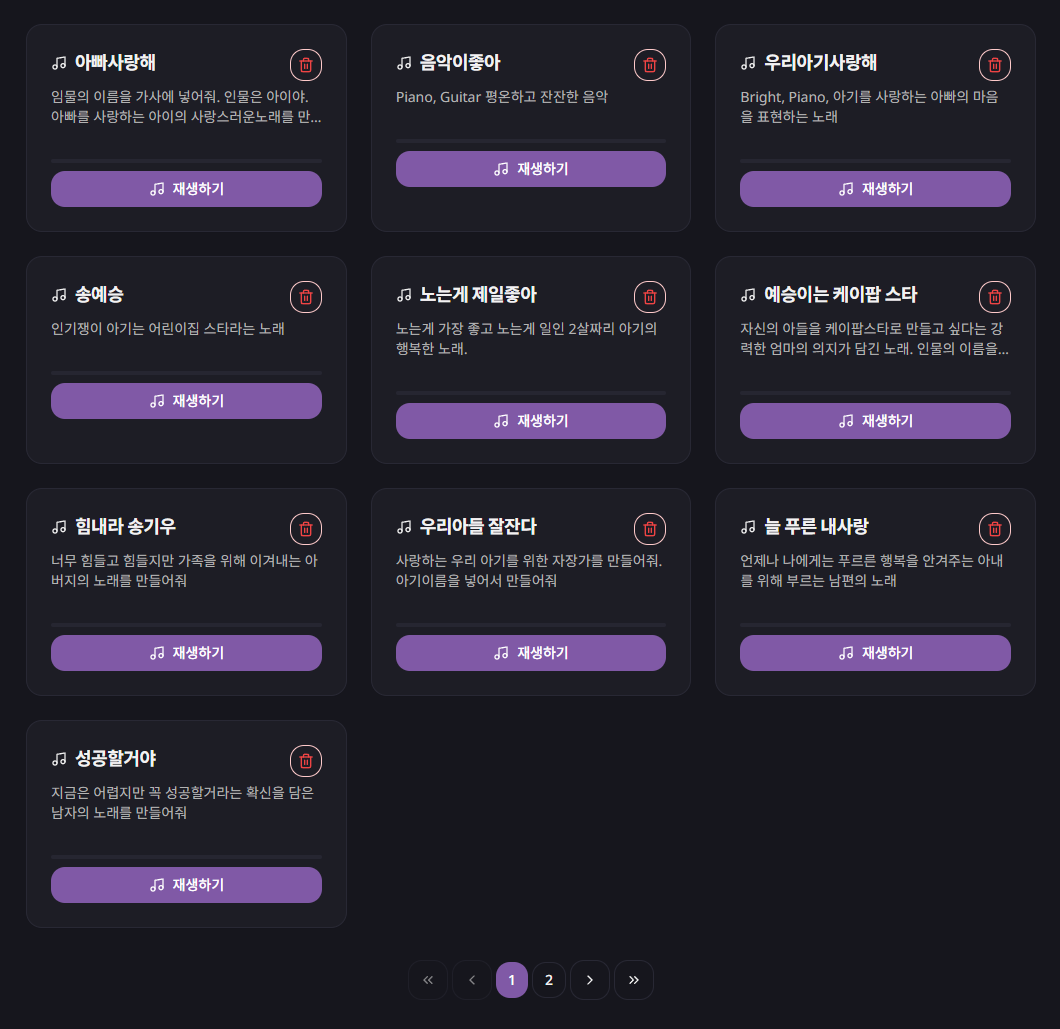 아빠사랑해
임물의 이름을 가사에 넣어줘. 인물은 아이야.
아빠를 사랑하는 아이의 사랑스러운노래를 만...
재생하기
음악이좋아
Piano, Guitar 평온하고 잔잔한 음악
재생하기
우리아기사랑해
Bright, Piano, 아기를 사랑하는 아빠의 마음
을 표현하는 노래
재생하기
송예승
인기쟁이 아기는 어린이집 스타라는 노래
재생하기
노는게 제일좋아
노는게 가장 좋고 노는게 일인 2살짜리 아기의
행복한 노래.
재생하기
예승이는 케이팝 스타
자신의 아들을 케이팝스타로 만들고 싶다는 강
력한 엄마의 의지가 담긴 노래. 인물의 이름을...
재생하기
힘내라 송기우
너무 힘들고 힘들지만 가족을 위해 이겨내는 아
버지의 노래를 만들어줘
재생하기
우리아들 잘잔다
사랑하는 우리 아기를 위한 자장가를 만들어줘.
아기이름을 넣어서 만들어줘
재생하기
늘 푸른 내사랑
언제나 나에게는 푸르른 행복을 안겨주는 아내
를 위해 부르는 남편의 노래
재생하기
성공할거야
지금은 어렵지만 꼭 성공할거라는 확신을 담은
남자의 노래를 만들어줘
재생하기
« ‹ 1 2 › »